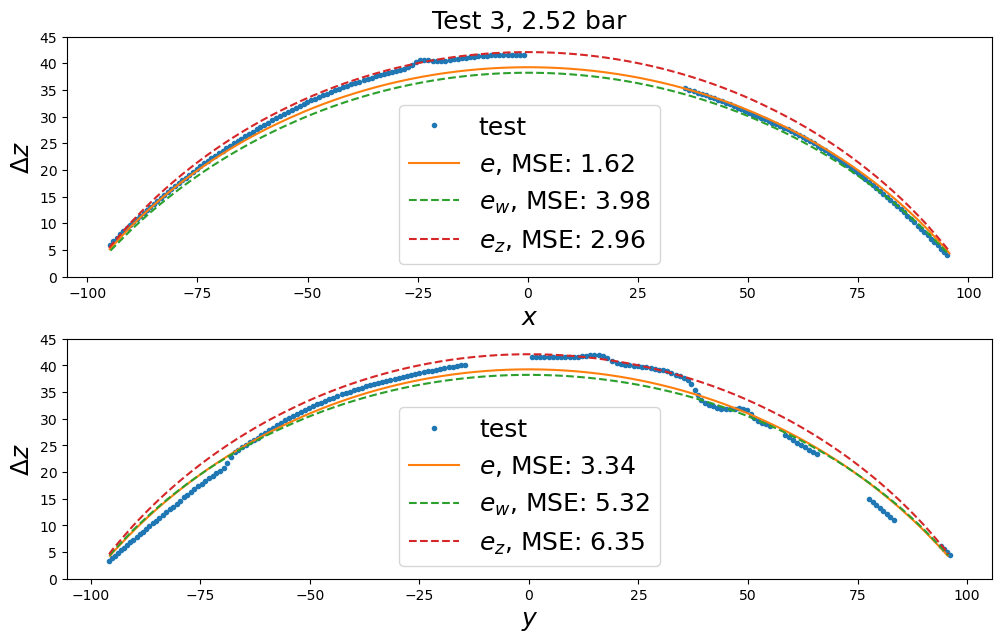 Test 3, 2.52 bar
45
40
35
30
25
20
15
10
5
0
Δz
test
e, MSE: 1.62
e_w, MSE: 3.98
e_z, MSE: 2.96
−100 −75 −50 −25 0 25 50 75 100
x
45
40
35
30
25
20
15
10
5
0
Δz
test
e, MSE: 3.34
e_w, MSE: 5.32
e_z, MSE: 6.35
−100 −75 −50 −25 0 25 50 75 100
y